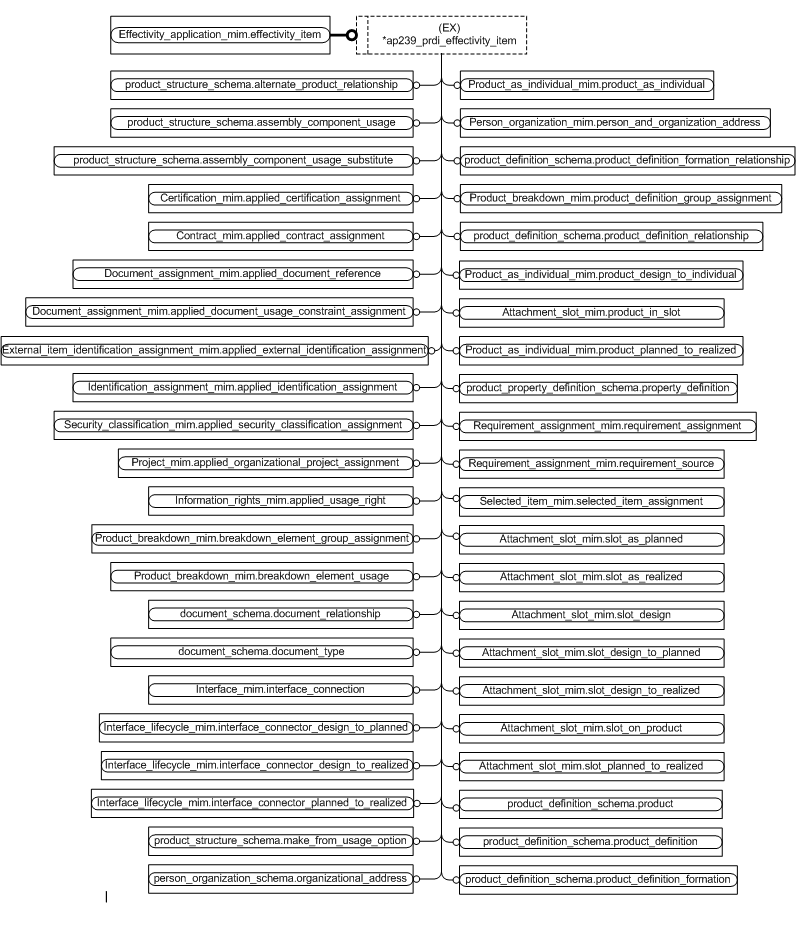 Effectivity_application_mim.effectivity_item
(EX)
*ap239_prdi_effectivity_item
product_structure_schema.alternate_product_relationship
Product_as_individual_mim.product_as_individual
product_structure_schema.assembly_component_usage
Person_organization_mim.person_and_organization_address
product_structure_schema.assembly_component_usage_substitute
product_definition_schema.product_definition_formation_relationship
Certification_mim.applied_certification_assignment
Product_breakdown_mim.product_definition_group_assignment
Contract_mim.applied_contract_assignment
product_definition_schema.product_definition_relationship
Document_assignment_mim.applied_document_reference
Product_as_individual_mim.product_design_to_individual
Document_assignment_mim.applied_document_usage_constraint_assignment
Attachment_slot_mim.product_in_slot
External_item_identification_assignment_mim.applied_external_identification_assignment
Product_as_individual_mim.product_planned_to_realized
Identification_assignment_mim.applied_identification_assignment
product_property_definition_schema.property_definition
Security_classification_mim.applied_security_classification_assignment
Requirement_assignment_mim.requirement_assignment
Project_mim.applied_organizational_project_assignment
Requirement_assignment_mim.requirement_source
Information_rights_mim.applied_usage_right
Selected_item_mim.selected_item_assignment
Product_breakdown_mim.breakdown_element_group_assignment
Attachment_slot_mim.slot_as_planned
Product_breakdown_mim.breakdown_element_usage
Attachment_slot_mim.slot_as_realized
document_schema.document_relationship
Attachment_slot_mim.slot_design
document_schema.document_type
Attachment_slot_mim.slot_design_to_planned
Interface_mim.interface_connection
Attachment_slot_mim.slot_design_to_realized
Interface_lifecycle_mim.interface_connector_design_to_planned
Attachment_slot_mim.slot_on_product
Interface_lifecycle_mim.interface_connector_design_to_realized
Attachment_slot_mim.slot_planned_to_realized
Interface_lifecycle_mim.interface_connector_planned_to_realized
product_definition_schema.product
product_structure_schema.make_from_usage_option
product_definition_schema.product_definition
person_organization_schema.organizational_address
product_definition_schema.product_definition_formation